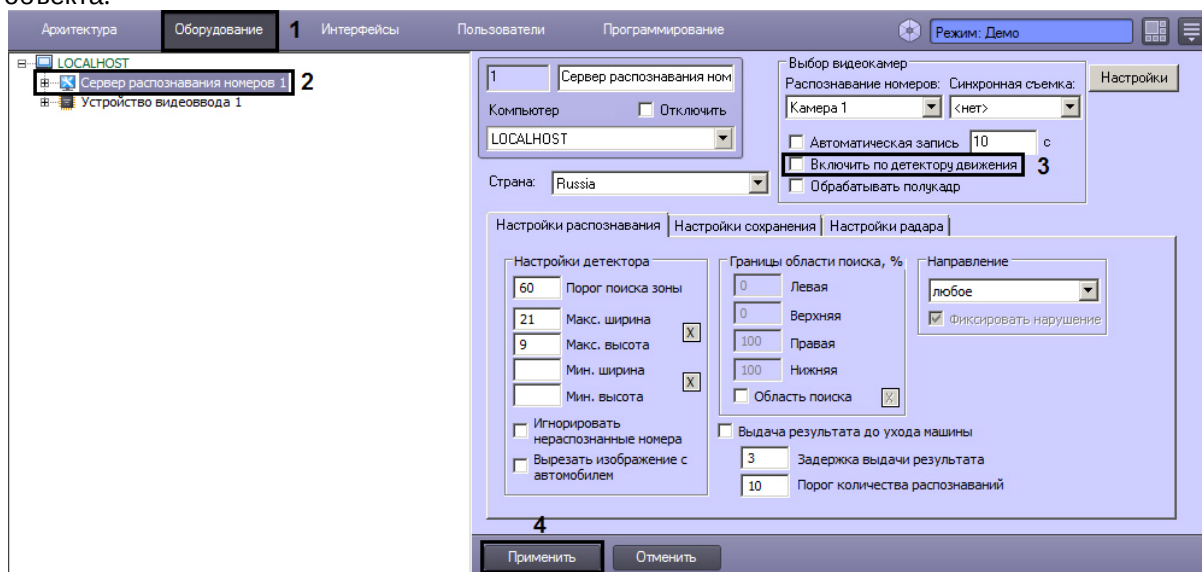 объекта.
Архитектура Оборудование 1 Интерфейсы Пользователи Программирование Режим: Демо
LOCALHOST
Сервер распознавания номеров 1 2
Устройство видеоввода 1
1 Сервер распознавания ном
Компьютер Отключить
LOCALHOST
Страна: Russia
Выбор видеокамер
Распознавание номеров: Синхронная съемка:
Камера 1 <нет>
Автоматическая запись 10 с
Включить по детектору движения 3
Обрабатывать полукадр
Настройки
Настройки распознавания Настройки сохранения Настройки радара
Настройки детектора
60 Порог поиска зоны
21 Макс. ширина
X
9 Макс. высота
Мин. ширина
X
Мин. высота
Игнорировать
нераспознанные номера
Вырезать изображение с
автомобилем
Границы области поиска, %
0 Левая
0 Верхняя
100 Правая
100 Нижняя
Область поиска X
Направление
любое
Фиксировать нарушение
Выдача результата до ухода машины
3 Задержка выдачи результата
10 Порог количества распознаваний
4
Применить Отменить